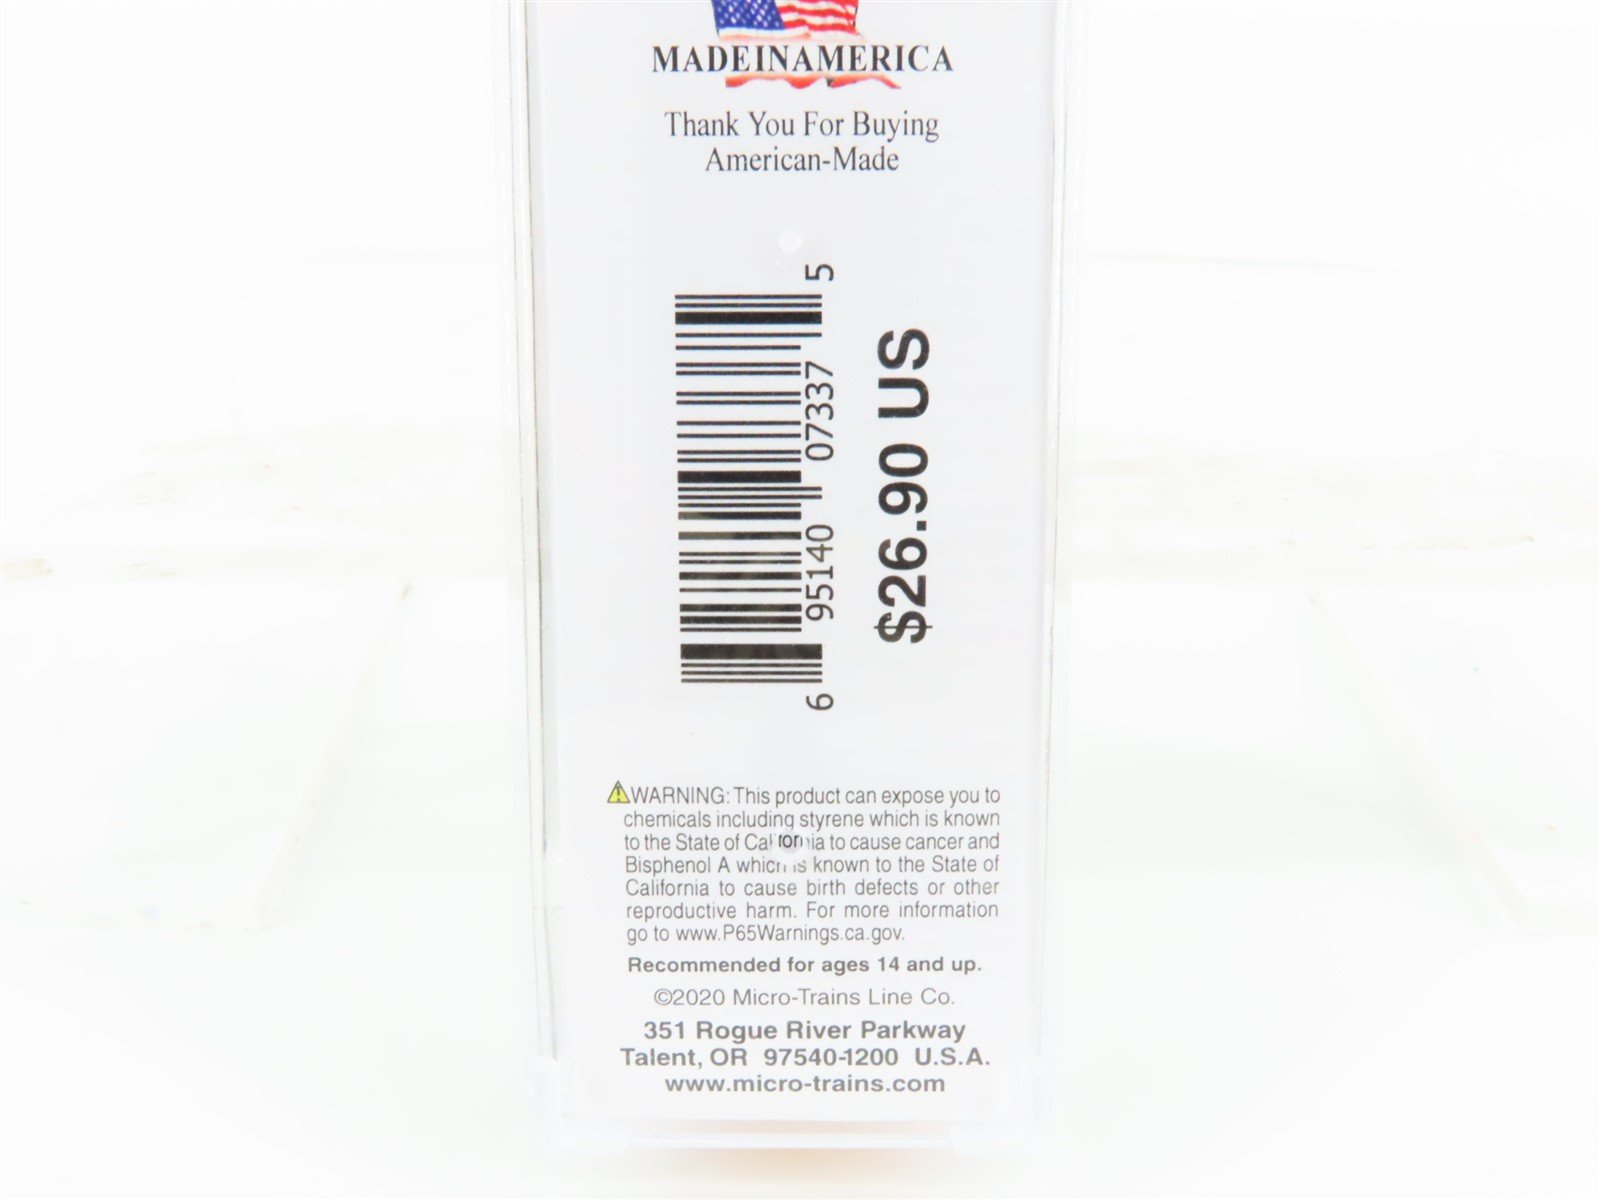 MADEINAMERICA
Thank You For Buying
American-Made
6 95140 07337 5
$26.90 US
WARNING: This product can expose you to
chemicals including styrene which is known
to the State of California to cause cancer and
Bisphenol A which is known to the State of
California to cause birth defects or other
reproductive harm. For more information
go to www.P65Warnings.ca.gov.
Recommended for ages 14 and up.
©2020 Micro-Trains Line Co.
351 Rogue River Parkway
Talent, OR 97540-1200 U.S.A.
www.micro-trains.com